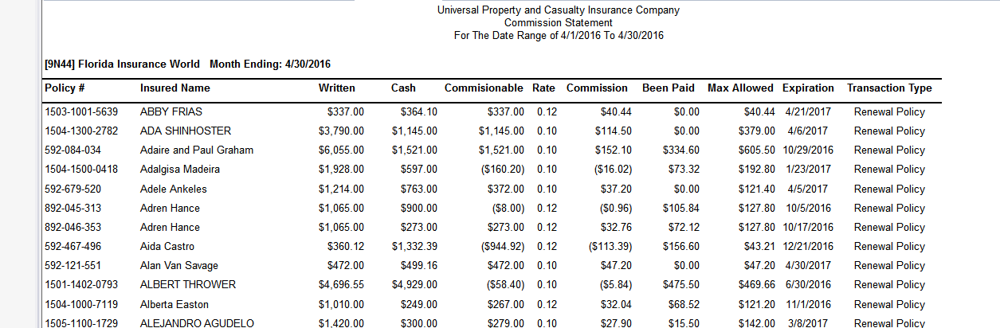 Universal Property and Casualty Insurance Company
Commission Statement
For The Date Range of 4/1/2016 To 4/30/2016
[9N44] Florida Insurance World Month Ending: 4/30/2016
Policy # Insured Name Written Cash Commisionable Rate Commission Been Paid Max Allowed Expiration Transaction Type
1503-1001-5639 ABBY FRIAS $337.00 $364.10 $337.00 0.12 $40.44 $0.00 $40.44 4/21/2017 Renewal Policy
1504-1300-2782 ADA SHINHOSTER $3,790.00 $1,145.00 $1,145.00 0.10 $114.50 $0.00 $379.00 4/6/2017 Renewal Policy
592-084-034 Adaire and Paul Graham $6,055.00 $1,521.00 $1,521.00 0.10 $152.10 $334.60 $605.50 10/29/2016 Renewal Policy
1504-1500-0418 Adalgisa Madeira $1,928.00 $597.00 ($160.20) 0.10 ($16.02) $73.32 $192.80 1/23/2017 Renewal Policy
592-679-520 Adele Ankeles $1,214.00 $763.00 $372.00 0.10 $37.20 $0.00 $121.40 4/5/2017 Renewal Policy
892-045-313 Adren Hance $1,065.00 $900.00 ($8.00) 0.12 ($0.96) $105.84 $127.80 10/5/2016 Renewal Policy
892-046-353 Adren Hance $1,065.00 $273.00 $273.00 0.12 $32.76 $72.12 $127.80 10/17/2016 Renewal Policy
592-467-496 Aida Castro $360.12 $1,332.39 ($944.92) 0.12 ($113.39) $156.60 $43.21 12/21/2016 Renewal Policy
592-121-551 Alan Van Savage $472.00 $499.16 $472.00 0.10 $47.20 $0.00 $47.20 4/30/2017 Renewal Policy
1501-1402-0793 ALBERT THROWER $4,696.55 $4,929.00 ($58.40) 0.10 ($5.84) $475.50 $469.66 6/30/2016 Renewal Policy
1504-1000-7119 Alberta Easton $1,010.00 $249.00 $267.00 0.12 $32.04 $68.52 $121.20 11/1/2016 Renewal Policy
1505-1100-1729 ALEJANDRO AGUDELO $1,420.00 $300.00 $279.00 0.10 $27.90 $15.50 $142.00 3/8/2017 Renewal Policy